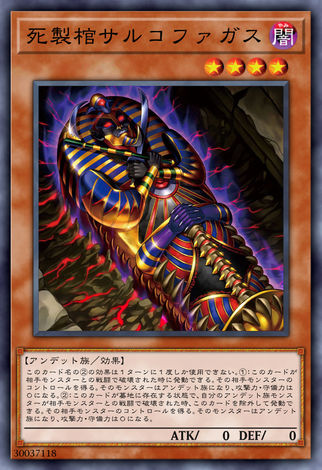 死製棺サルコファガス
闇
やみ
【アンデット族/効果】
このカード名の②の効果は１ターンに１度しか使用できない。①：このカードが
相手モンスターとの戦闘で破壊された時に発動できる。その相手モンスターの
コントロールを得る。そのモンスターはアンデット族になり、攻撃力・守備力は
０になる。②：このカードが墓地に存在する状態で、自分のアンデット族モンス
ターが相手モンスターとの戦闘で破壊された時、このカードを除外して発動でき
る。その相手モンスターのコントロールを得る。そのモンスターはアンデット族
になり、攻撃力・守備力は０になる。
ATK/ 0 DEF/ 0
30037118